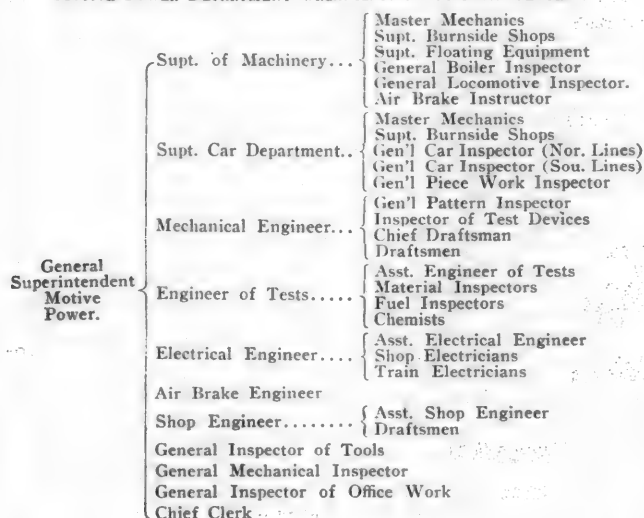 Master Mechanics
Supt. Burnside Shops
Supt. of Machinery... Supt. Floating Equipment
General Boiler Inspector
General Locomotive Inspector.
Air Brake Instructor
Master Mechanics
Supt. Burnside Shops
Supt. Car Department.. Gen'l Car Inspector (Nor. Lines)
Gen'l Car Inspector (Sou. Lines)
Gen'l Piece Work Inspector
Gen'l Pattern Inspector
Mechanical Engineer... Inspector of Test Devices
Chief Draftsman
Draftsmen
General
Superintendent
Motive
Power.
Asst. Engineer of Tests
Engineer of Tests..... Material Inspectors
Fuel Inspectors
Chemists
Asst. Electrical Engineer
Electrical Engineer.... Shop Electricians
Train Electricians
Air Brake Engineer
Shop Engineer........ Asst. Shop Engineer
Draftsmen
General Inspector of Tools
General Mechanical Inspector
General Inspector of Office Work
Chief Clerk